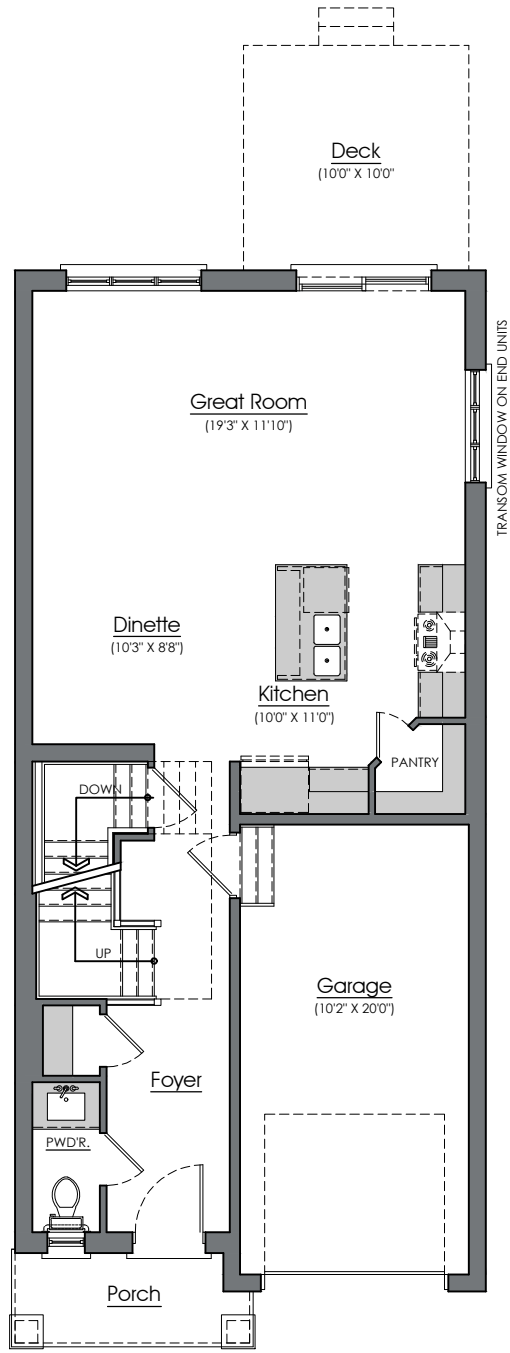 Deck
(10'0" X 10'0"
Great Room
(19'3" X 11'10")
TRANSOM WINDOW ON END UNITS
Dinette
(10'3" X 8'8")
Kitchen
(10'0" X 11'0")
PANTRY
DOWN
UP
Garage
(10'2" X 20'0")
Foyer
PWD'R.
Porch